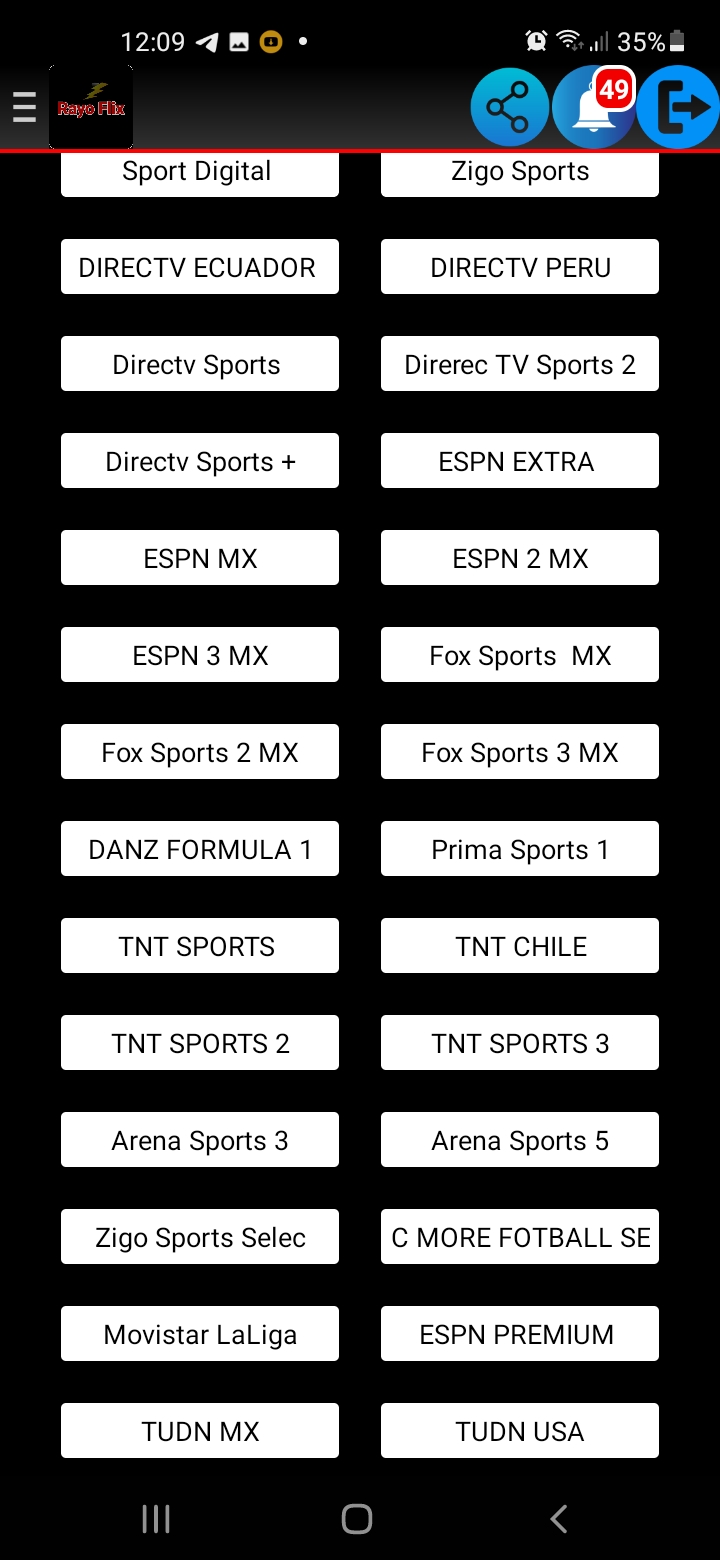 12:09
35%
Rayo Flix
49
Sport Digital
Zigo Sports
DIRECTV ECUADOR
DIRECTV PERU
Directv Sports
Direrec TV Sports 2
Directv Sports +
ESPN EXTRA
ESPN MX
ESPN 2 MX
ESPN 3 MX
Fox Sports  MX
Fox Sports 2 MX
Fox Sports 3 MX
DANZ FORMULA 1
Prima Sports 1
TNT SPORTS
TNT CHILE
TNT SPORTS 2
TNT SPORTS 3
Arena Sports 3
Arena Sports 5
Zigo Sports Selec
C MORE FOTBALL SE
Movistar LaLiga
ESPN PREMIUM
TUDN MX
TUDN USA